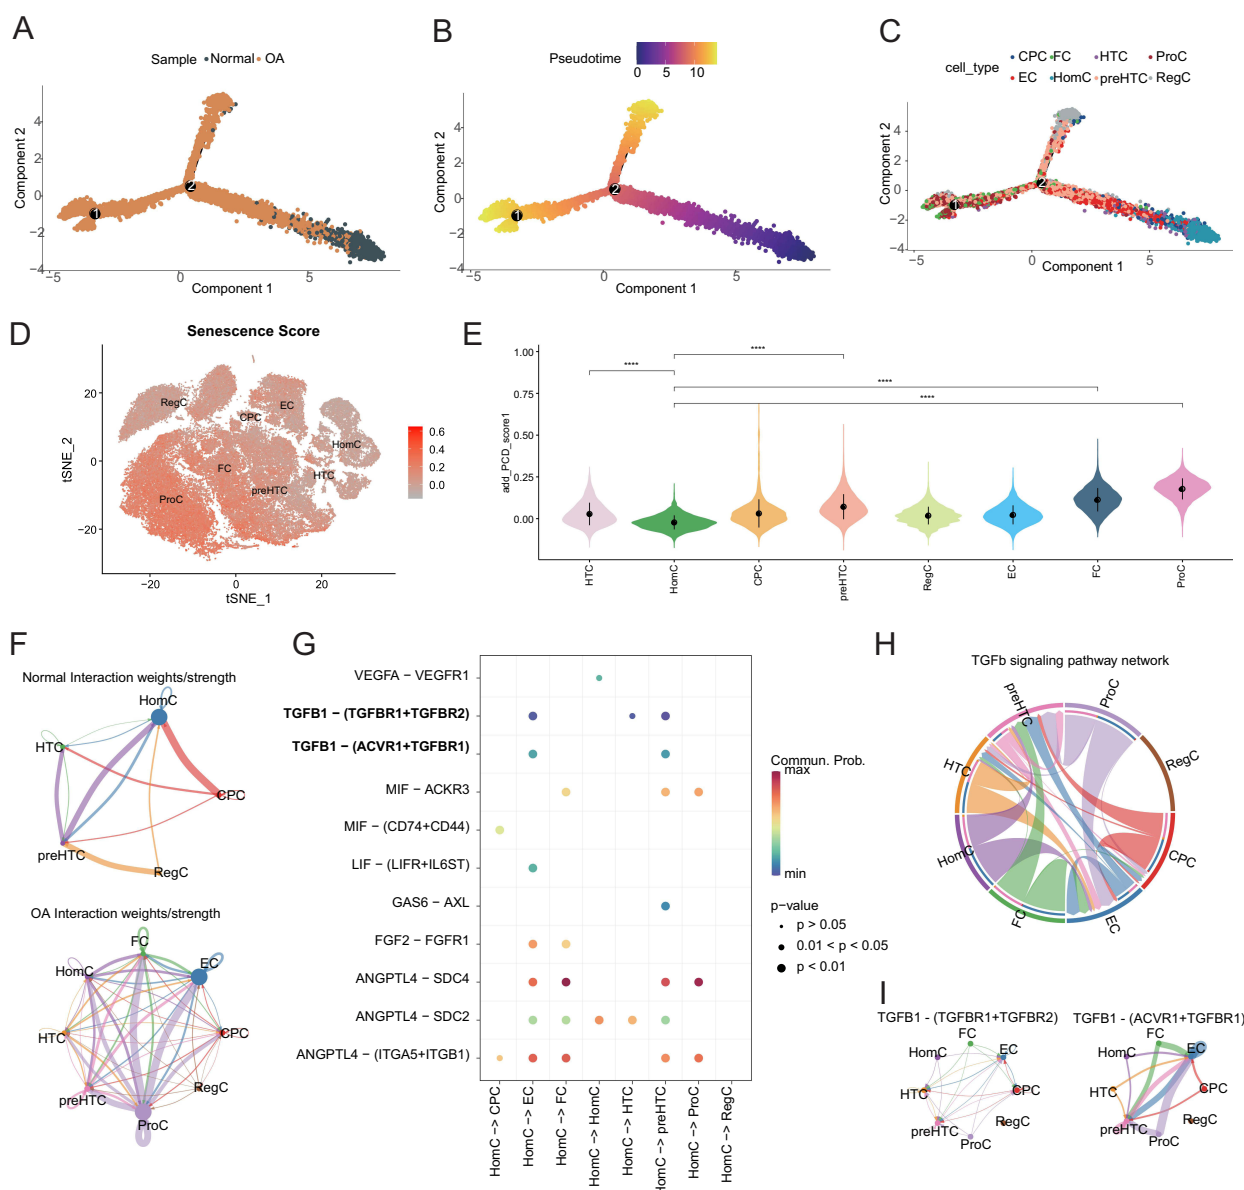 A
Sample Normal OA
Component 2
4
2
0
−2
−4
−5
0
5
Component 1
B
Pseudotime
0 5 10
Component 2
4
2
0
−2
−4
−5
0
5
Component 1
1
2
C
cell_type
CPC FC HTC ProC
EC HomC preHTC RegC
Component 2
4
2
0
−2
−4
−5
5
Component 1
1
2
D
Senescence Score
tSNE_2
20
0
−20
RegC
CPC
EC
HomC
FC
HTC
ProC
preHTC
0.6
0.4
0.2
0.0
−20
0
20
tSNE_1
E
add_PCD_score1
1.00
0.75
0.50
0.25
0.00
****
****
****
****
HTC
HomC
CPC
preHTC
RegC
EC
FC
ProC
F
Normal Interaction weights/strength
HomC
HTC
CPC
preHTC
RegC
OA Interaction weights/strength
FC
HomC
EC
HTC
CPC
preHTC
RegC
ProC
G
VEGFA − VEGFR1
TGFB1 − (TGFBR1+TGFBR2)
TGFB1 − (ACVR1+TGFBR1)
MIF − ACKR3
MIF − (CD74+CD44)
LIF − (LIFR+IL6ST)
GAS6 − AXL
FGF2 − FGFR1
ANGPTL4 − SDC4
ANGPTL4 − SDC2
ANGPTL4 − (ITGA5+ITGB1)
HomC −> CPC
HomC −> EC
HomC −> FC
HomC −> HomC
HomC −> HTC
HomC −> preHTC
HomC −> ProC
HomC −> RegC
Commun. Prob.
max
min
p−value
p > 0.05
0.01 < p < 0.05
p < 0.01
H
TGFb signaling pathway network
preHTC
ProC
HTC
RegC
HomC
CPC
FC
EC
I
TGFB1 - (TGFBR1+TGFBR2)
FC
HomC
EC
HTC
CPC
preHTC
RegC
ProC
TGFB1 - (ACVR1+TGFBR1)
FC
HomC
EC
HTC
CPC
preHTC
RegC
ProC